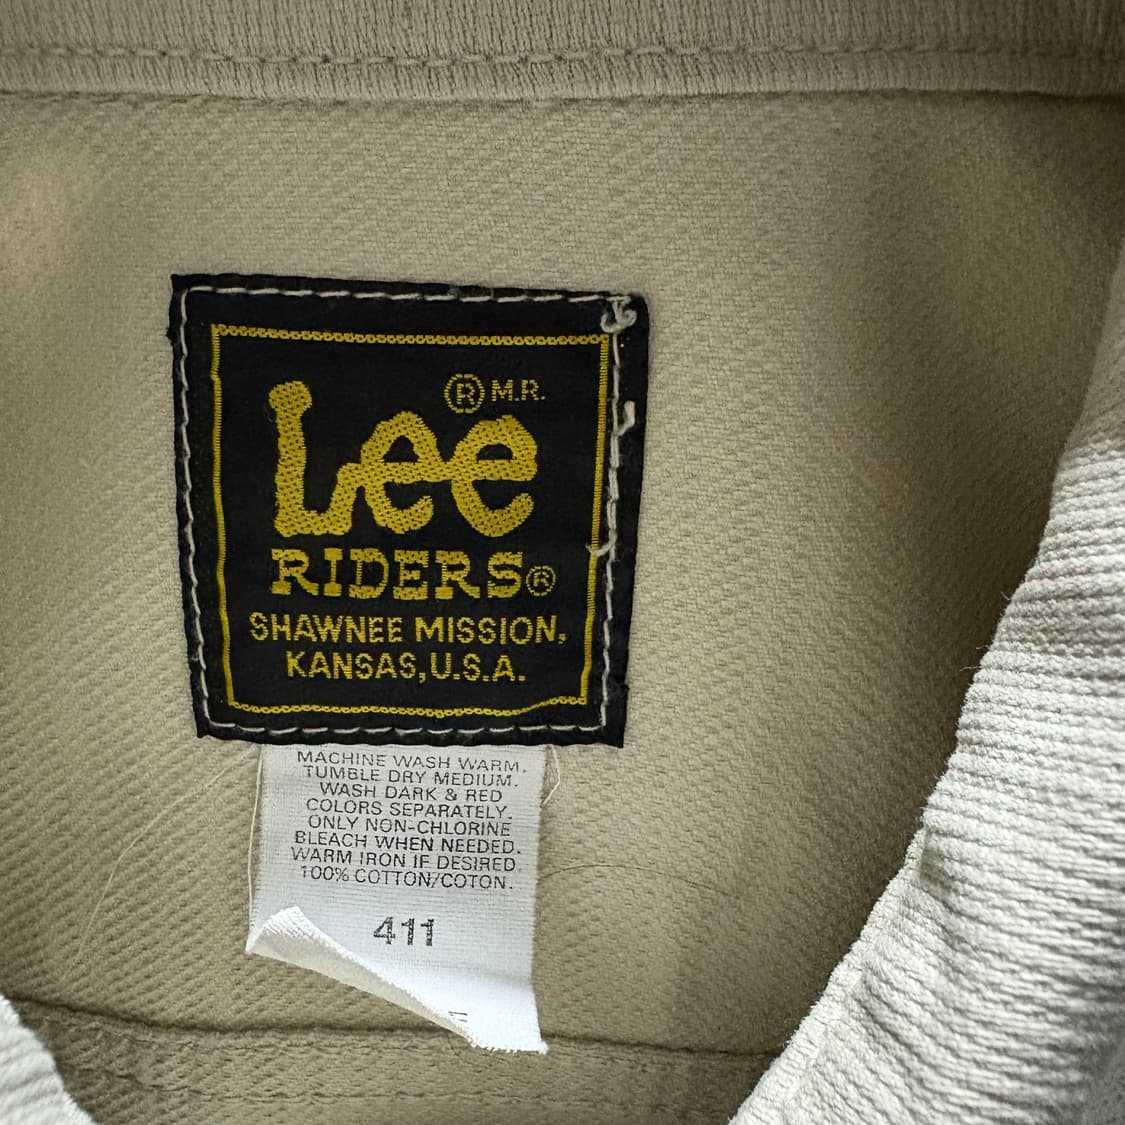 ® M.R.
Lee
RIDERS®
SHAWNEE MISSION,
KANSAS, U.S.A.
MACHINE WASH WARM.
TUMBLE DRY MEDIUM.
WASH DARK & RED
COLORS SEPARATELY.
ONLY NON-CHLORINE
BLEACH WHEN NEEDED.
WARM IRON IF DESIRED
100% COTTON/COTON.
411